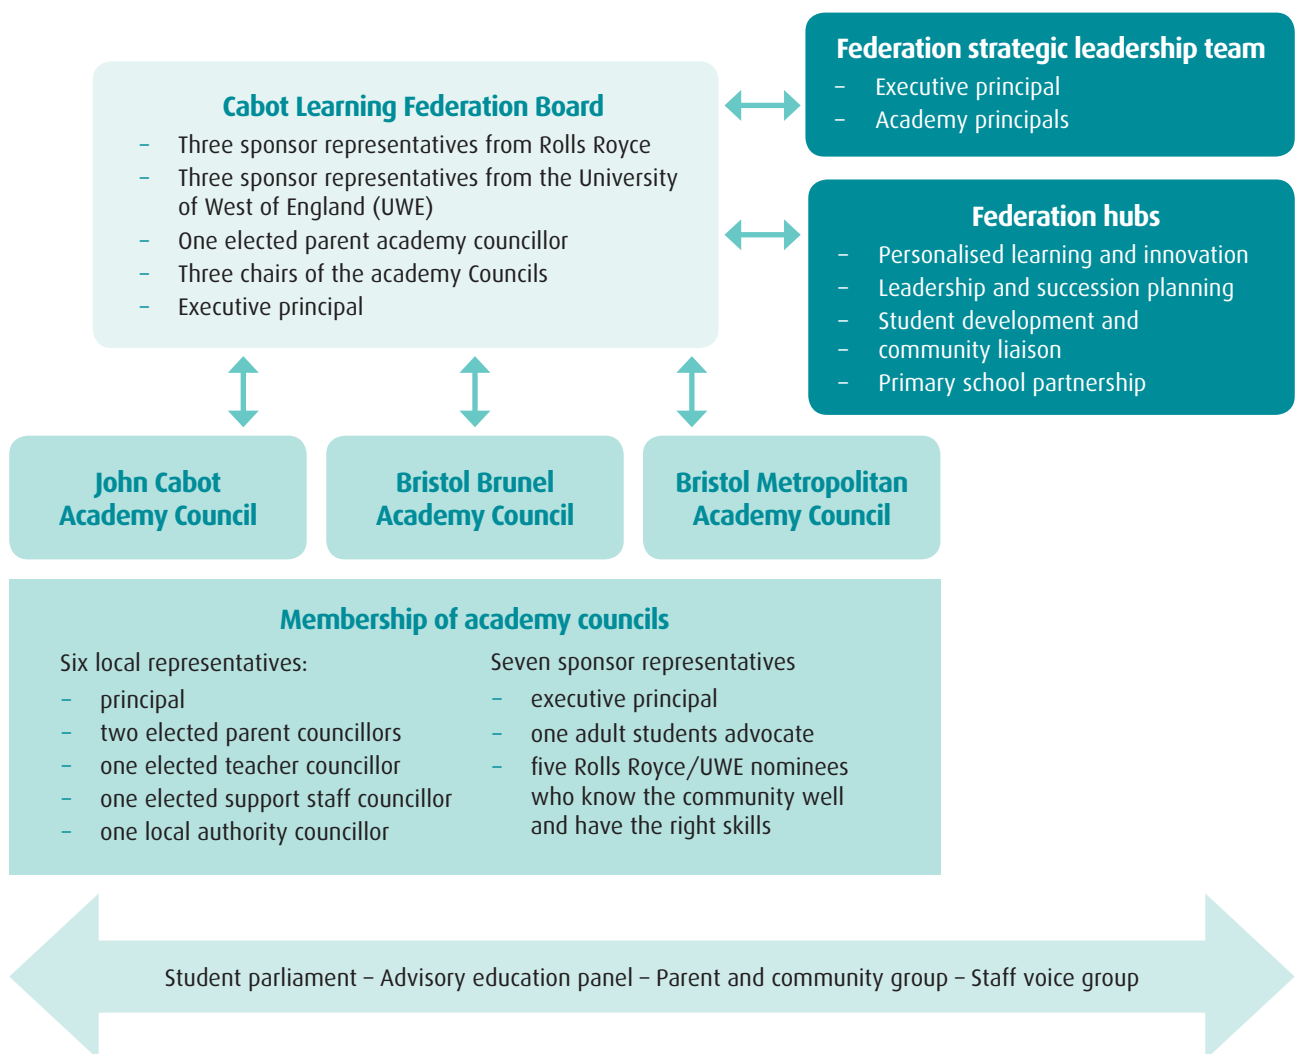 Cabot Learning Federation Board
– Three sponsor representatives from Rolls Royce
– Three sponsor representatives from the University
of West of England (UWE)
– One elected parent academy councillor
– Three chairs of the academy Councils
– Executive principal
Federation strategic leadership team
– Executive principal
– Academy principals
Federation hubs
– Personalised learning and innovation
– Leadership and succession planning
– Student development and
– community liaison
– Primary school partnership
John Cabot
Academy Council
Bristol Brunel
Academy Council
Bristol Metropolitan
Academy Council
Membership of academy councils
Six local representatives:
– principal
– two elected parent councillors
– one elected teacher councillor
– one elected support staff councillor
– one local authority councillor
Seven sponsor representatives
– executive principal
– one adult students advocate
– five Rolls Royce/UWE nominees
who know the community well
and have the right skills
Student parliament – Advisory education panel – Parent and community group – Staff voice group